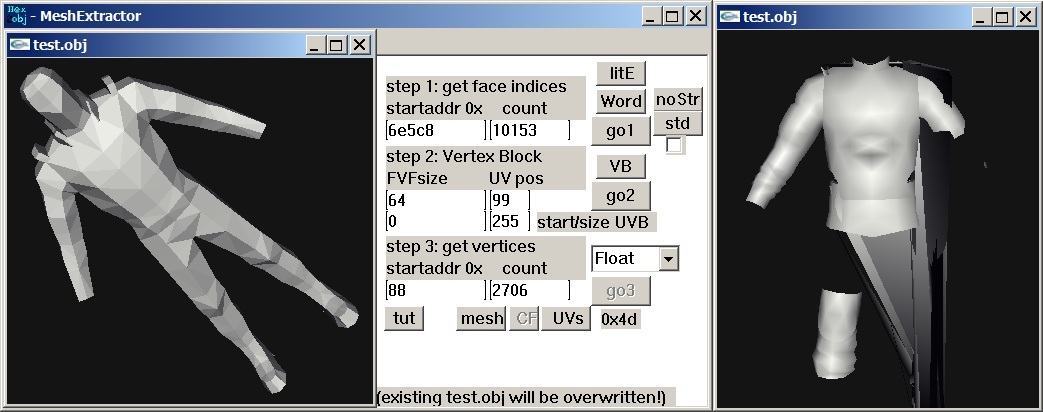 Hex obj - MeshExtractor
test.obj
litE
step 1: get face indices
Word noStr
startaddr 0x count
std
6e5c8 10153 go1
step 2: Vertex Block
VB
FVFsize UV pos
64 99 go2
0 255 start/size UVB
step 3: get vertices
Float
startaddr 0x count
88 2706 go3
tut mesh CF UVs 0x4d
(existing test.obj will be overwritten!)
test.obj